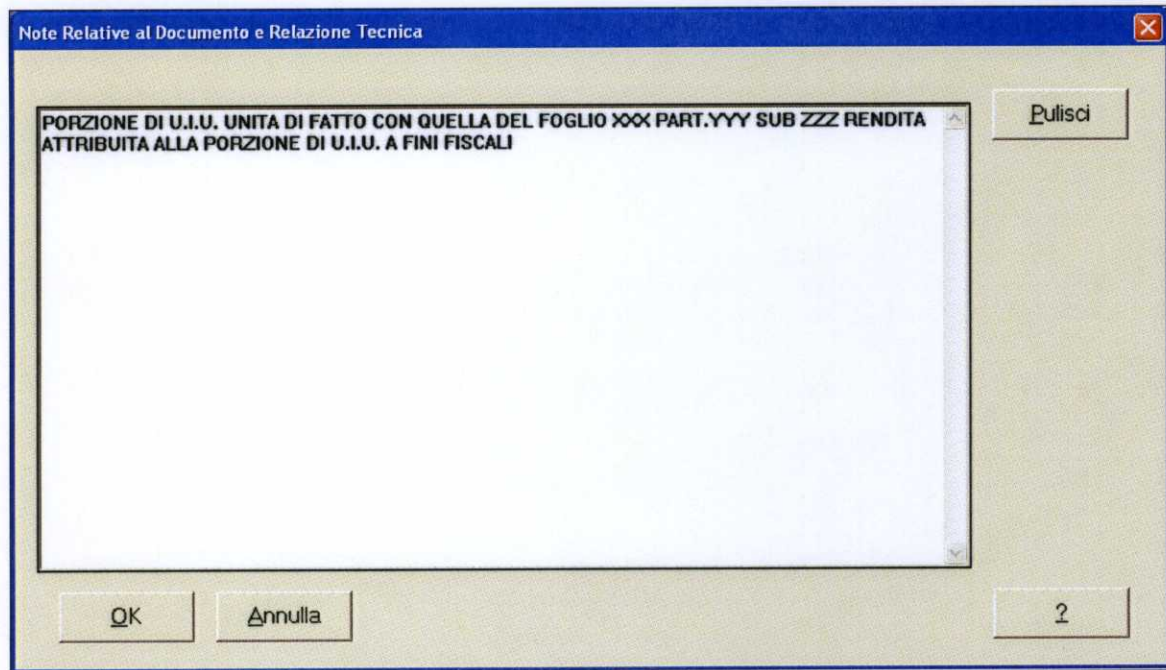 Note Relative al Documento e Relazione Tecnica
PORZIONE DI U.I.U. UNITA DI FATTO CON QUELLA DEL FOGLIO XXX PART.YYY SUB ZZZ RENDITA
ATTRIBUITA ALLA PORZIONE DI U.I.U. A FINI FISCALI
Pulisci
OK
Annulla
?